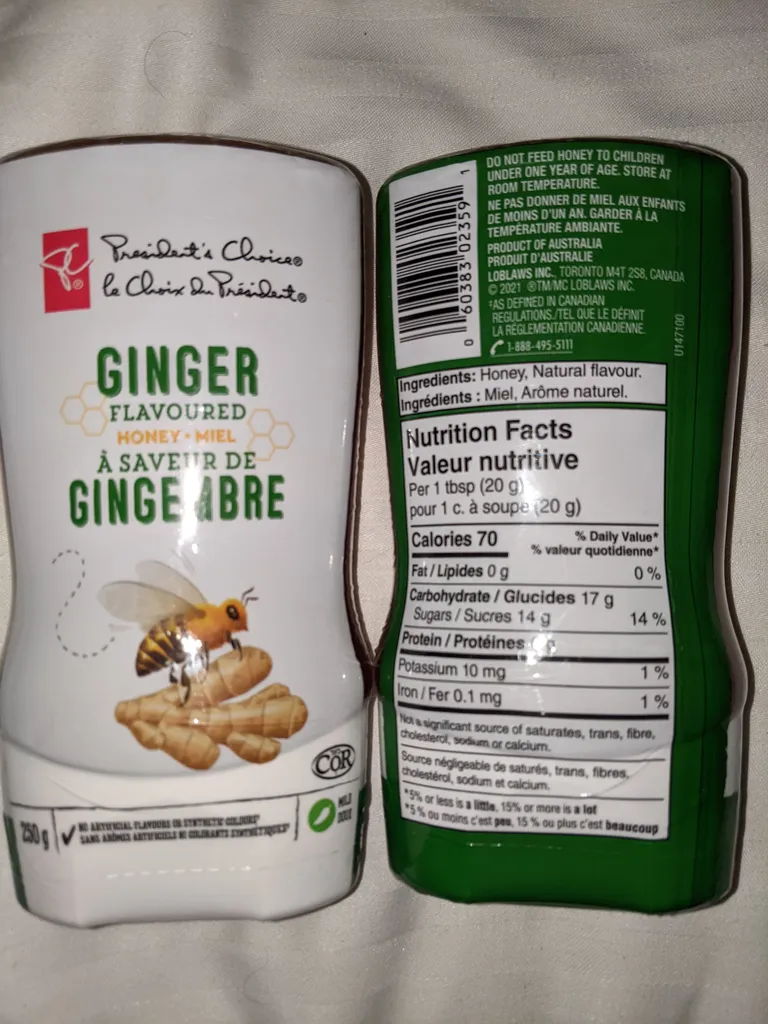 President's Choice®
le Choix du Président®
GINGER
FLAVOURED
HONEY • MIEL
À SAVEUR DE
GINGEMBRE
COR
250 g
NO ARTIFICIAL FLAVOURS OR SYNTHETIC COLOURS‡
SANS ARÔMES ARTIFICIELS NI COLORANTS SYNTHÉTIQUES‡
MILD
DOUX
0 60383 02359 1
DO NOT FEED HONEY TO CHILDREN
UNDER ONE YEAR OF AGE. STORE AT
ROOM TEMPERATURE.
NE PAS DONNER DE MIEL AUX ENFANTS
DE MOINS D'UN AN. GARDER À LA
TEMPÉRATURE AMBIANTE.
PRODUCT OF AUSTRALIA
PRODUIT D'AUSTRALIE
LOBLAWS INC., TORONTO M4T 2S8, CANADA
© 2021 ®TM/MC LOBLAWS INC.
‡AS DEFINED IN CANADIAN
REGULATIONS./TEL QUE LE DÉFINIT
LA RÉGLEMENTATION CANADIENNE.
1-888-495-5111
U147100
Ingredients: Honey, Natural flavour.
Ingrédients : Miel, Arôme naturel.
Nutrition Facts
Valeur nutritive
Per 1 tbsp (20 g)
pour 1 c. à soupe (20 g)
Calories 70 % Daily Value*
% valeur quotidienne*
Fat / Lipides 0 g 0 %
Carbohydrate / Glucides 17 g
Sugars / Sucres 14 g 14 %
Protein / Protéines g
Potassium 10 mg 1 %
Iron / Fer 0.1 mg 1 %
Not a significant source of saturates, trans, fibre,
cholesterol, sodium or calcium.
Source négligeable de saturés, trans, fibres,
cholestérol, sodium et calcium.
*5% or less is a little, 15% or more is a lot
*5 % ou moins c'est peu, 15 % ou plus c'est beaucoup